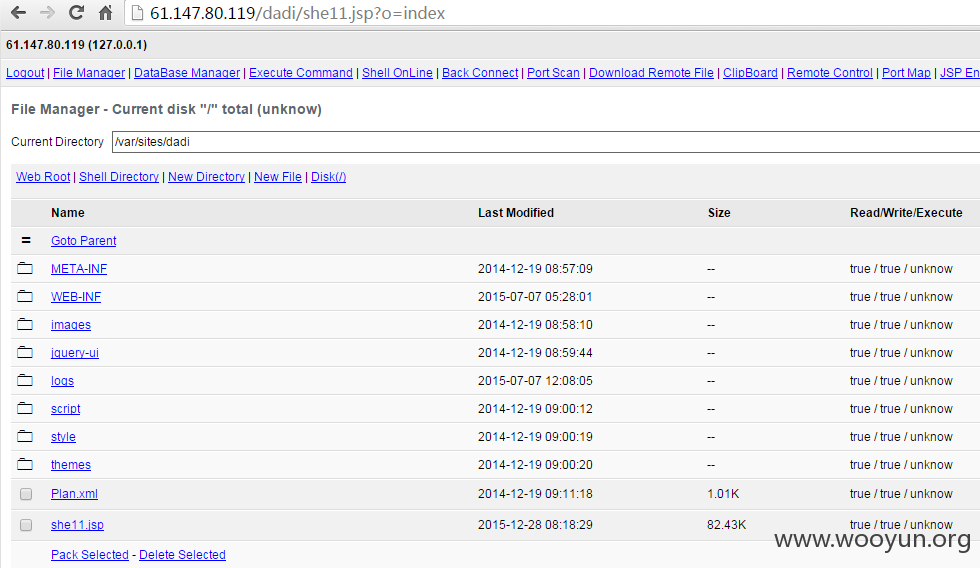 61.147.80.119/dadi/she11.jsp?o=index
61.147.80.119 (127.0.0.1)
Logout | File Manager | DataBase Manager | Execute Command | Shell OnLine | Back Connect | Port Scan | Download Remote File | ClipBoard | Remote Control | Port Map | JSP En
File Manager - Current disk "/" total (unknow)
Current Directory /var/sites/dadi
Web Root | Shell Directory | New Directory | New File | Disk(/)
Name Last Modified Size Read/Write/Execute
= Goto Parent
META-INF 2014-12-19 08:57:09 -- true / true / unknow
WEB-INF 2015-07-07 05:28:01 -- true / true / unknow
images 2014-12-19 08:58:10 -- true / true / unknow
jquery-ui 2014-12-19 08:59:44 -- true / true / unknow
logs 2015-07-07 12:08:05 -- true / true / unknow
script 2014-12-19 09:00:12 -- true / true / unknow
style 2014-12-19 09:00:19 -- true / true / unknow
themes 2014-12-19 09:00:20 -- true / true / unknow
Plan.xml 2014-12-19 09:11:18 1.01K true / true / unknow
she11.jsp 2015-12-28 08:18:29 82.43K true / true / unknow
www.wooyun.org
Pack Selected - Delete Selected